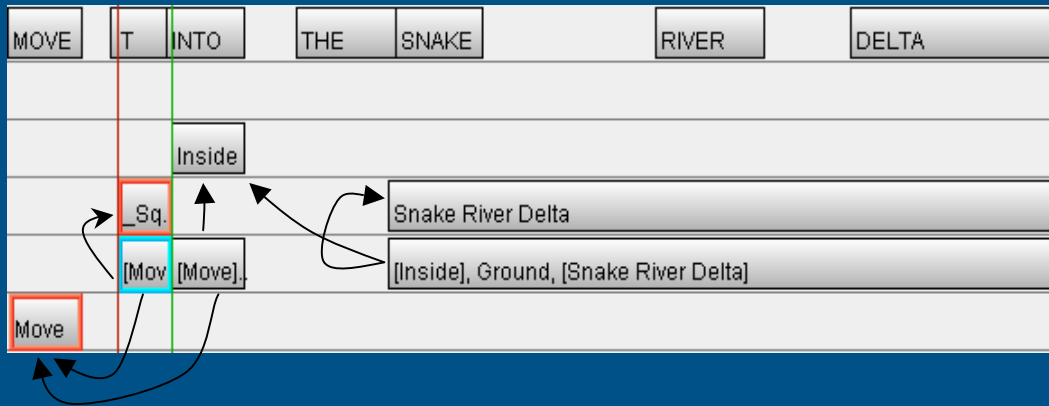 MOVE T INTO THE SNAKE RIVER DELTA
Inside
_Sq. Snake River Delta
[Mov [Move].. [Inside], Ground, [Snake River Delta]
Move